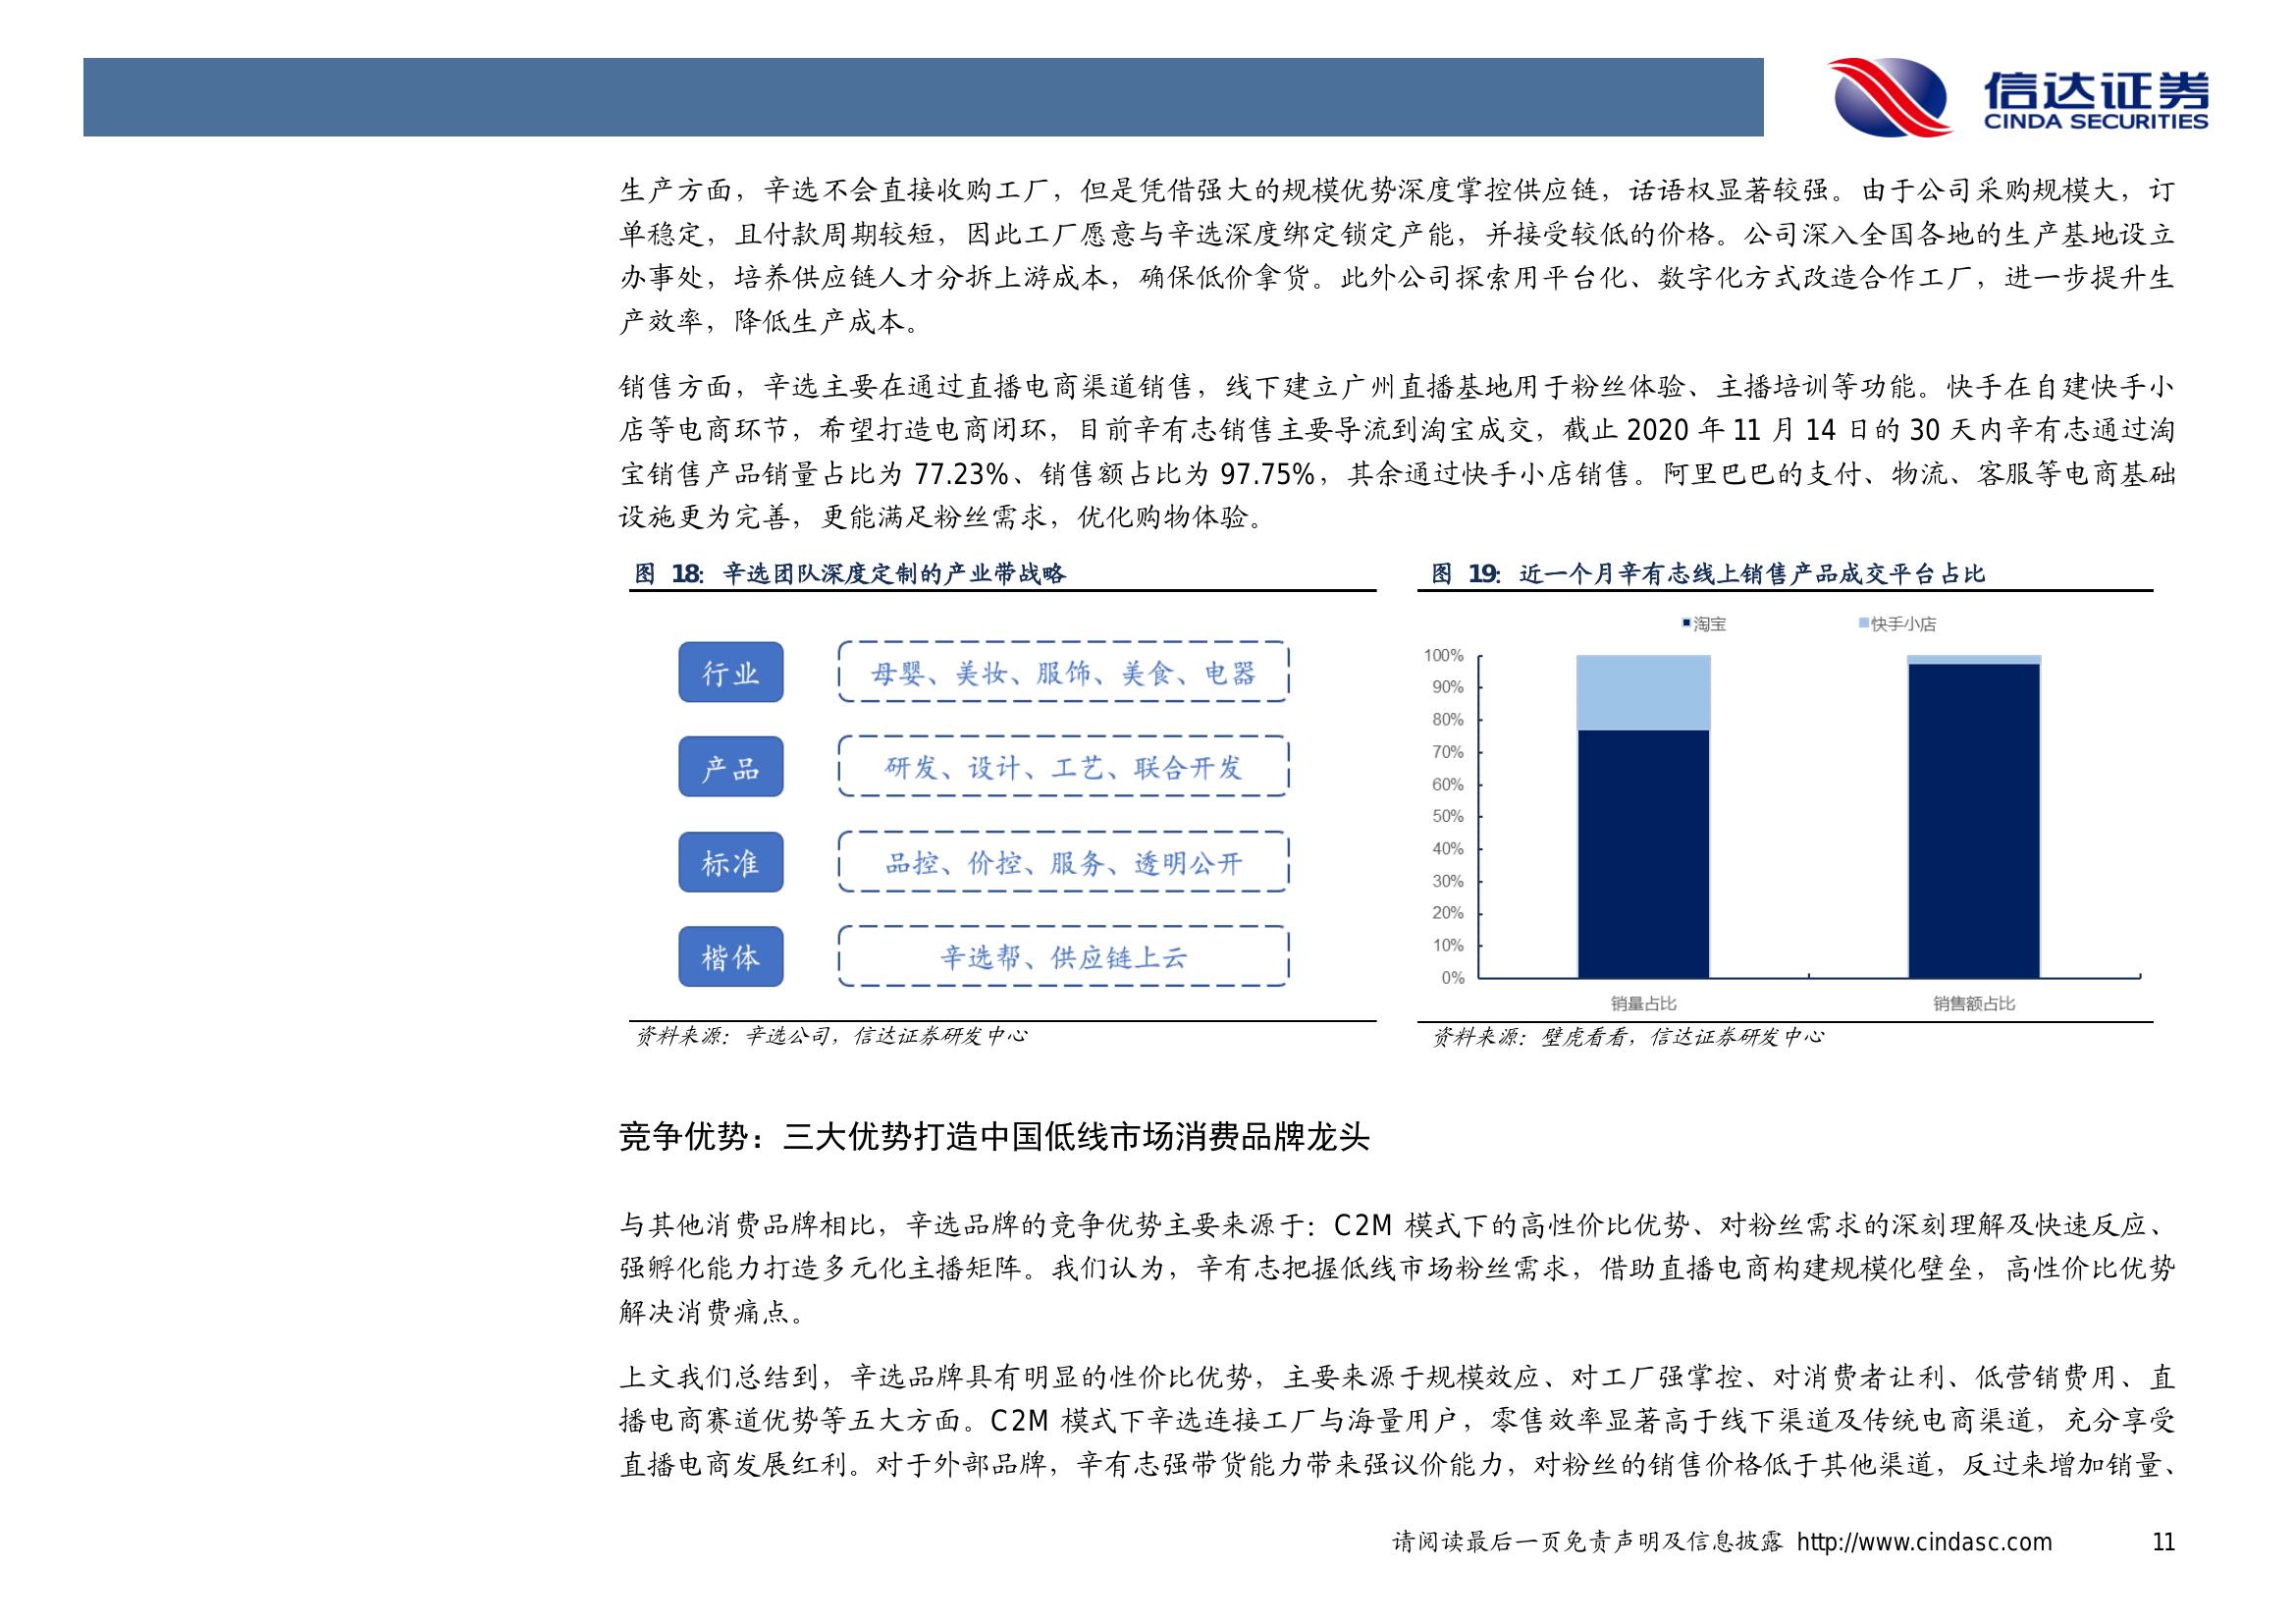 信达证券
CINDA SECURITIES
生产方面，辛选不会直接收购工厂，但是凭借强大的规模优势深度掌控供应链，话语权显著较强。由于公司采购规模大，订
单稳定，且付款周期较短，因此工厂愿意与辛选深度绑定锁定产能，并接受较低的价格。公司深入全国各地的生产基地设立
办事处，培养供应链人才分拆上游成本，确保低价拿货。此外公司探索用平台化、数字化方式改造合作工厂，进一步提升生
产效率，降低生产成本。
销售方面，辛选主要在通过直播电商渠道销售，线下建立广州直播基地用于粉丝体验、主播培训等功能。快手在自建快手小
店等电商环节，希望打造电商闭环，目前辛有志销售主要导流到淘宝成交，截止 2020 年 11 月 14 日的 30 天内辛有志通过淘
宝销售产品销量占比为 77.23%、销售额占比为 97.75%，其余通过快手小店销售。阿里巴巴的支付、物流、客服等电商基础
设施更为完善，更能满足粉丝需求，优化购物体验。
图 18：辛选团队深度定制的产业带战略
行业
母婴、美妆、服饰、美食、电器
产品
研发、设计、工艺、联合开发
标准
品控、价控、服务、透明公开
楷体
辛选帮、供应链上云
资料来源：辛选公司，信达证券研发中心
图 19：近一个月辛有志线上销售产品成交平台占比
淘宝 快手小店
100%
90%
80%
70%
60%
50%
40%
30%
20%
10%
0%
销量占比 销售额占比
资料来源：壁虎看看，信达证券研发中心
竞争优势：三大优势打造中国低线市场消费品牌龙头
与其他消费品牌相比，辛选品牌的竞争优势主要来源于：C2M 模式下的高性价比优势、对粉丝需求的深刻理解及快速反应、
强孵化能力打造多元化主播矩阵。我们认为，辛有志把握低线市场粉丝需求，借助直播电商构建规模化壁垒，高性价比优势
解决消费痛点。
上文我们总结到，辛选品牌具有明显的性价比优势，主要来源于规模效应、对工厂强掌控、对消费者让利、低营销费用、直
播电商赛道优势等五大方面。C2M 模式下辛选连接工厂与海量用户，零售效率显著高于线下渠道及传统电商渠道，充分享受
直播电商发展红利。对于外部品牌，辛有志强带货能力带来强议价能力，对粉丝的销售价格低于其他渠道，反过来增加销量、
请阅读最后一页免责声明及信息披露 http://www.cindasc.com 11